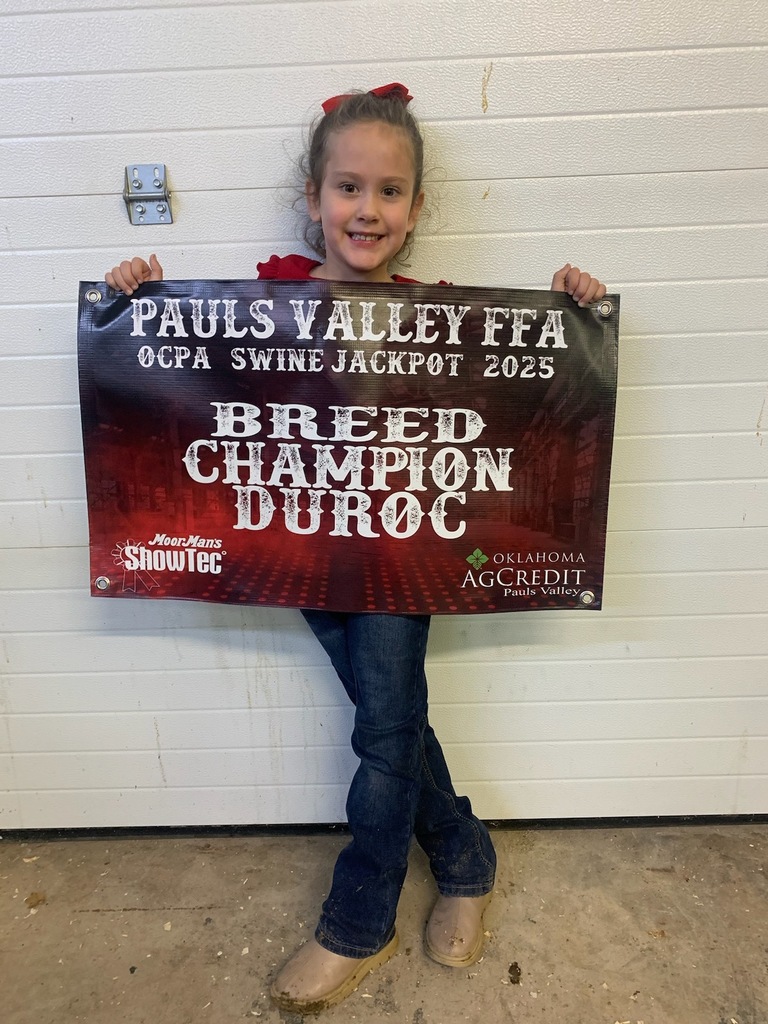 PAULS VALLEY FFA
OCPA SWINE JACKPOT 2025
BREED
CHAMPION
DUROC
MoorMan's
ShowTec
OKLAHOMA
AGCREDIT
Pauls Valley